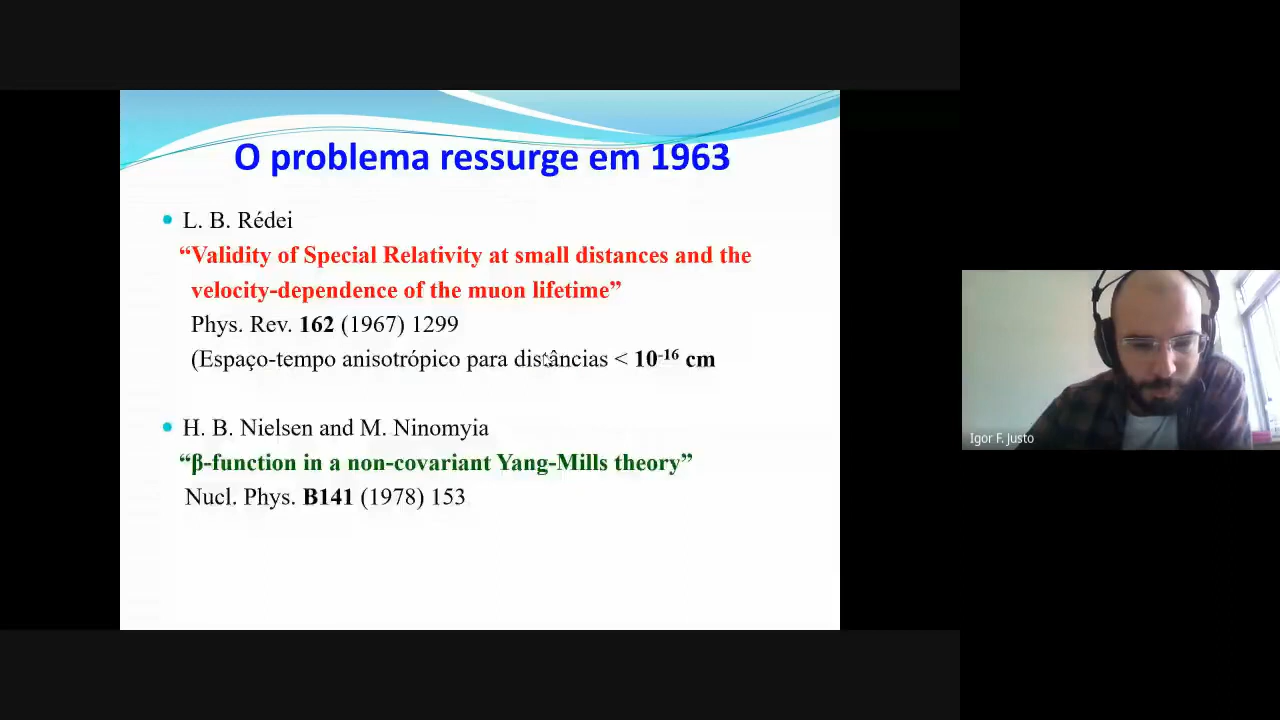 O problema ressurge em 1963
L. B. Rédei
“Validity of Special Relativity at small distances and the
velocity-dependence of the muon lifetime”
Phys. Rev. 162 (1967) 1299
(Espaço-tempo anisotrópico para distâncias < 10⁻¹⁶ cm
H. B. Nielsen and M. Ninomyia
“β-function in a non-covariant Yang-Mills theory”
Nucl. Phys. B141 (1978) 153
Igor F. Justo